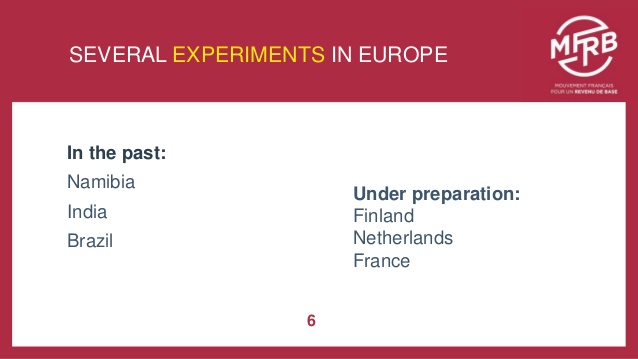 SEVERAL EXPERIMENTS IN EUROPE
MFRB
MOUVEMENT FRANÇAIS
POUR UN REVENU DE BASE
In the past:
Namibia
India
Brazil
Under preparation:
Finland
Netherlands
France
6